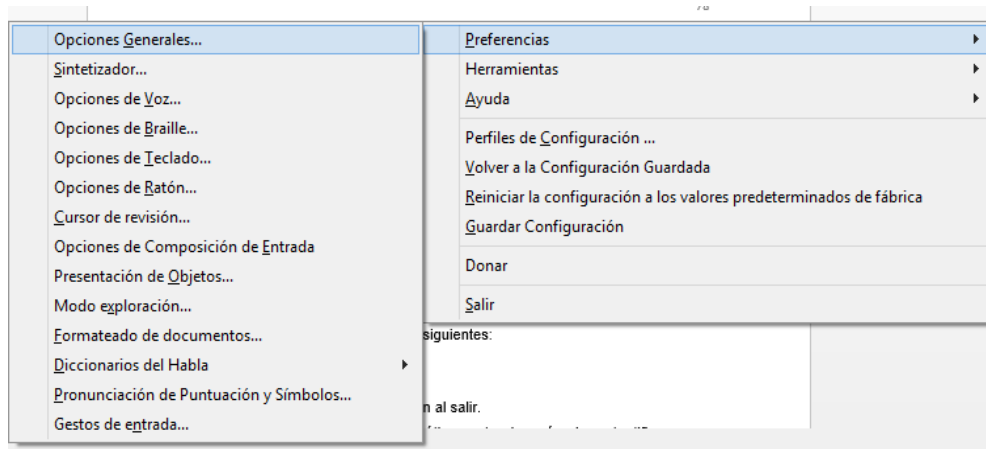 78
Opciones Generales...
Sintetizador...
Opciones de Voz...
Opciones de Braille...
Opciones de Teclado...
Opciones de Ratón...
Cursor de revisión...
Opciones de Composición de Entrada
Presentación de Objetos...
Modo exploración...
Formateado de documentos...
Diccionarios del Habla
Pronunciación de Puntuación y Símbolos...
Gestos de entrada...
Preferencias
Herramientas
Ayuda
Perfiles de Configuración ...
Volver a la Configuración Guardada
Reiniciar la configuración a los valores predeterminados de fábrica
Guardar Configuración
Donar
Salir
siguientes:
n al salir.